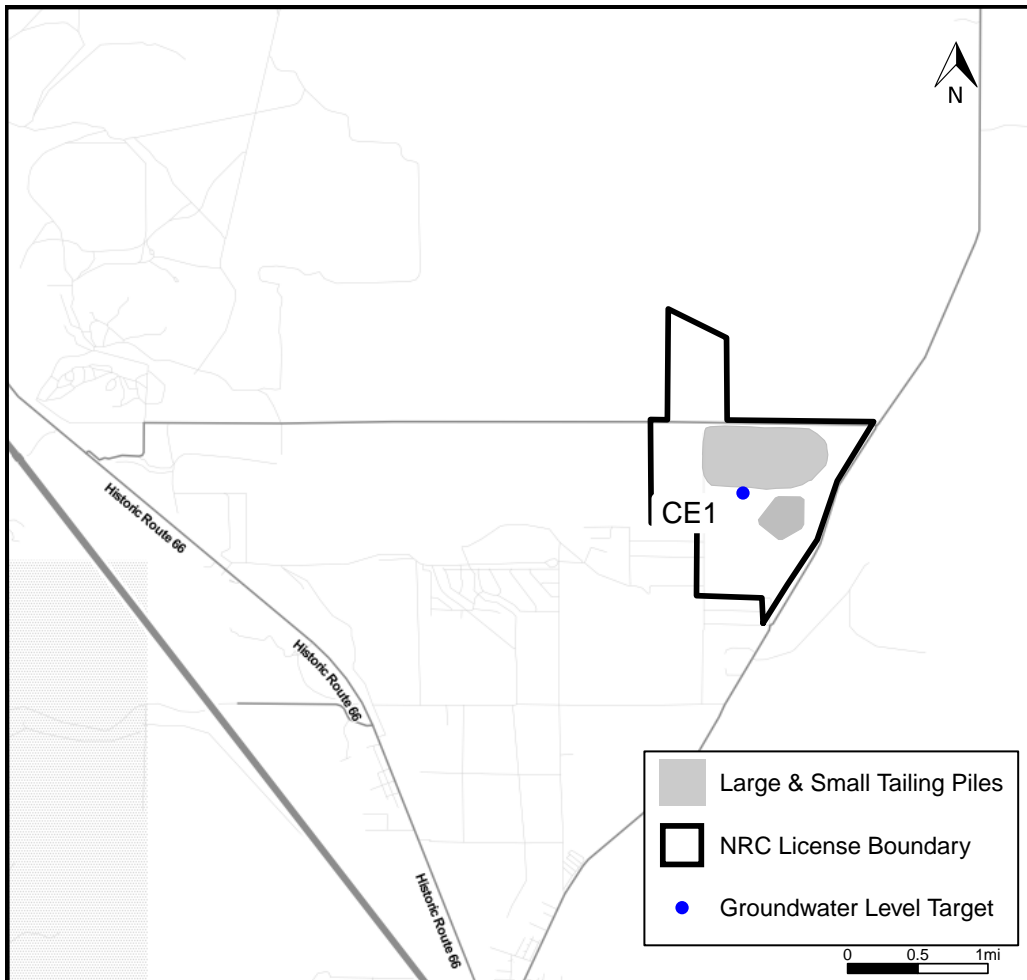 N
CE1
Historic Route 66
Historic Route 66
Historic Route 66
Large & Small Tailing Piles
NRC License Boundary
Groundwater Level Target
0 0.5 1mi